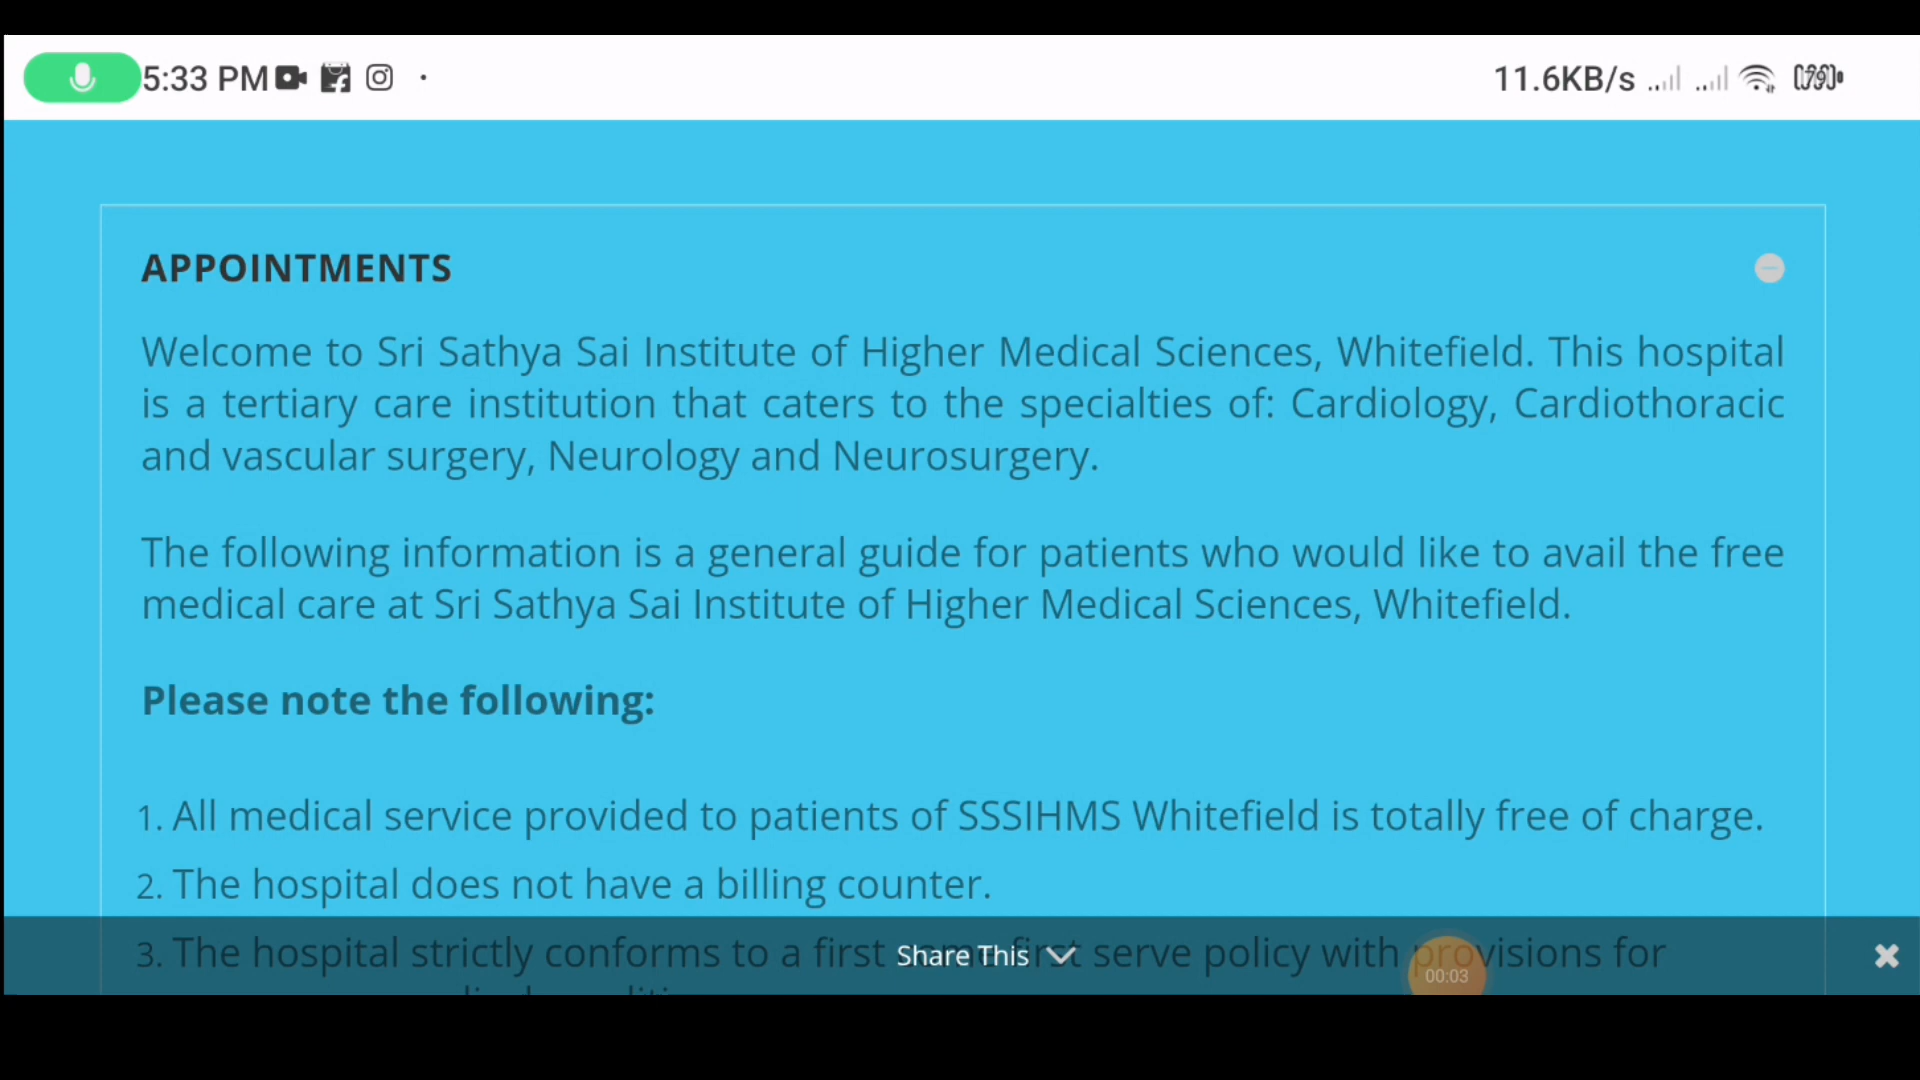 5:33 PM
11.6KB/s
79
APPOINTMENTS
Welcome to Sri Sathya Sai Institute of Higher Medical Sciences, Whitefield. This hospital
is a tertiary care institution that caters to the specialties of: Cardiology, Cardiothoracic
and vascular surgery, Neurology and Neurosurgery.
The following information is a general guide for patients who would like to avail the free
medical care at Sri Sathya Sai Institute of Higher Medical Sciences, Whitefield.
Please note the following:
1. All medical service provided to patients of SSSIHMS Whitefield is totally free of charge.
2. The hospital does not have a billing counter.
3. The hospital strictly conforms to a first first serve policy with provisions for
Share This
00:03